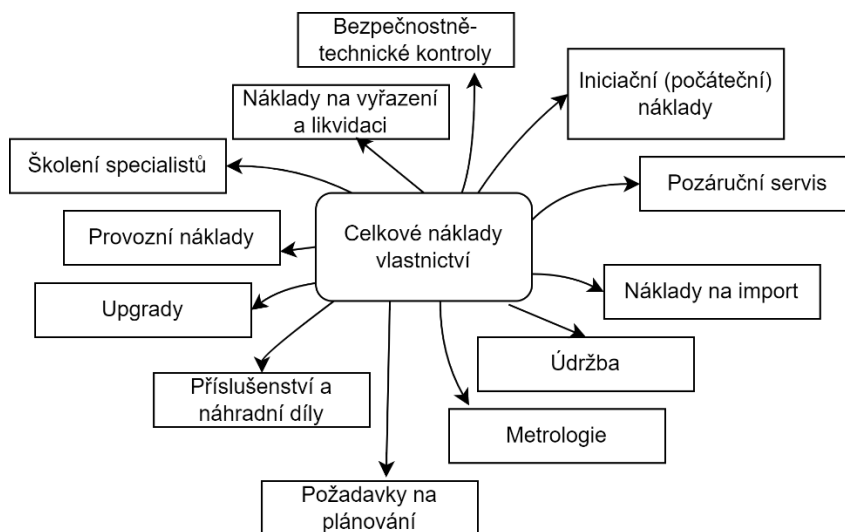 Bezpečnostně-
technické kontroly
Iniciační (počáteční)
náklady
Náklady na vyřazení
a likvidaci
Školení specialistů
Pozáruční servis
Provozní náklady
Celkové náklady
vlastnictví
Náklady na import
Upgrady
Údržba
Příslušenství a
náhradní díly
Metrologie
Požadavky na
plánování